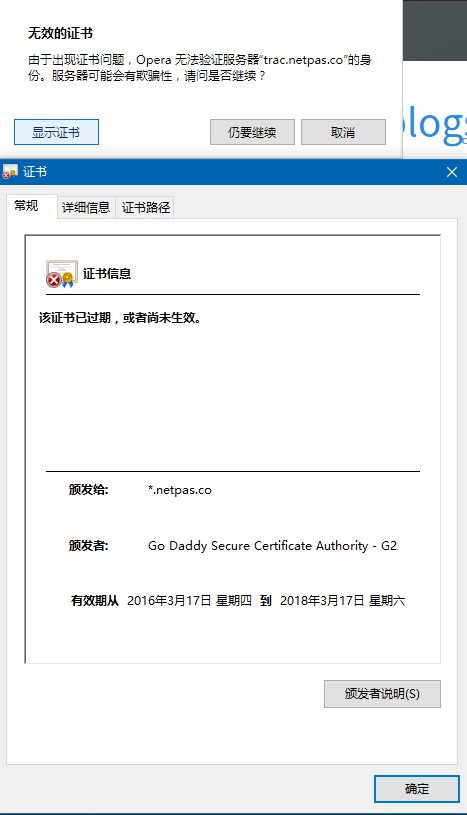 无效的证书
由于出现证书问题，Opera 无法验证服务器“trac.netpas.co”的身
份。服务器可能会有欺骗性，请问是否继续？
显示证书 仍要继续 取消
证书
常规 详细信息 证书路径
证书信息
该证书已过期，或者尚未生效。
颁发给: *.netpas.co
颁发者: Go Daddy Secure Certificate Authority - G2
有效期从 2016年3月17日 星期四 到 2018年3月17日 星期六
颁发者说明(S)
确定